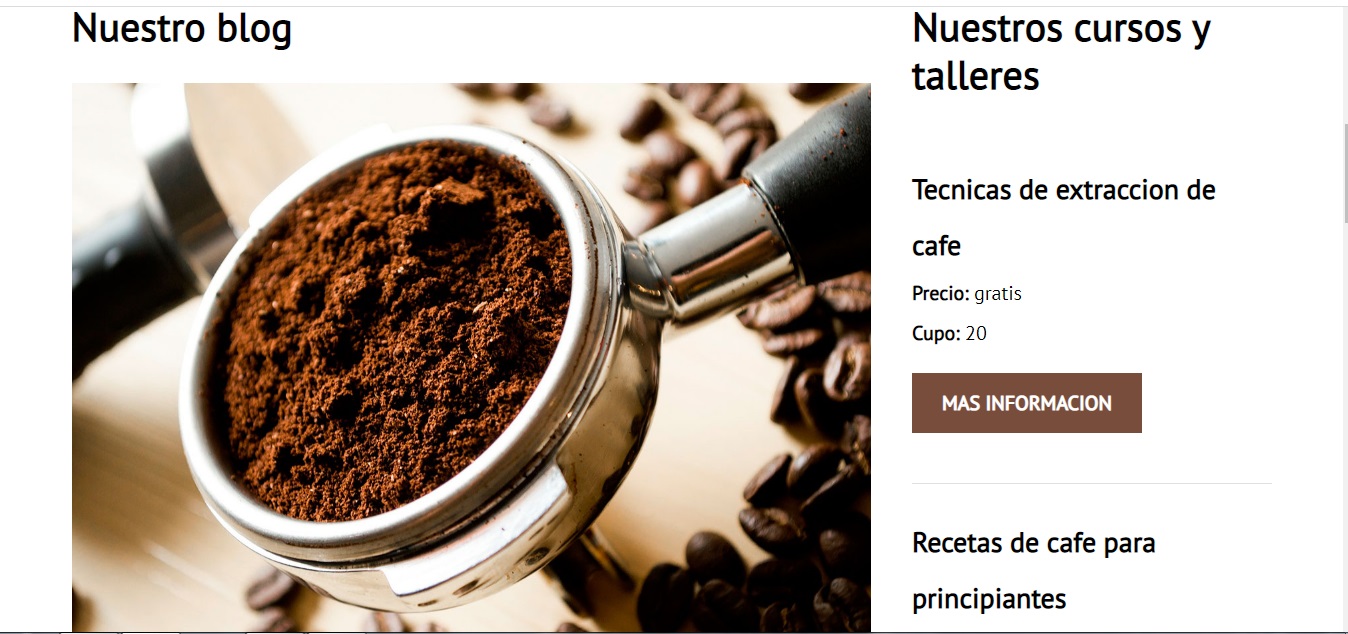 Nuestro blog
Nuestros cursos y
talleres
Tecnicas de extraccion de
cafe
Precio: gratis
Cupo: 20
MAS INFORMACION
Recetas de cafe para
principiantes